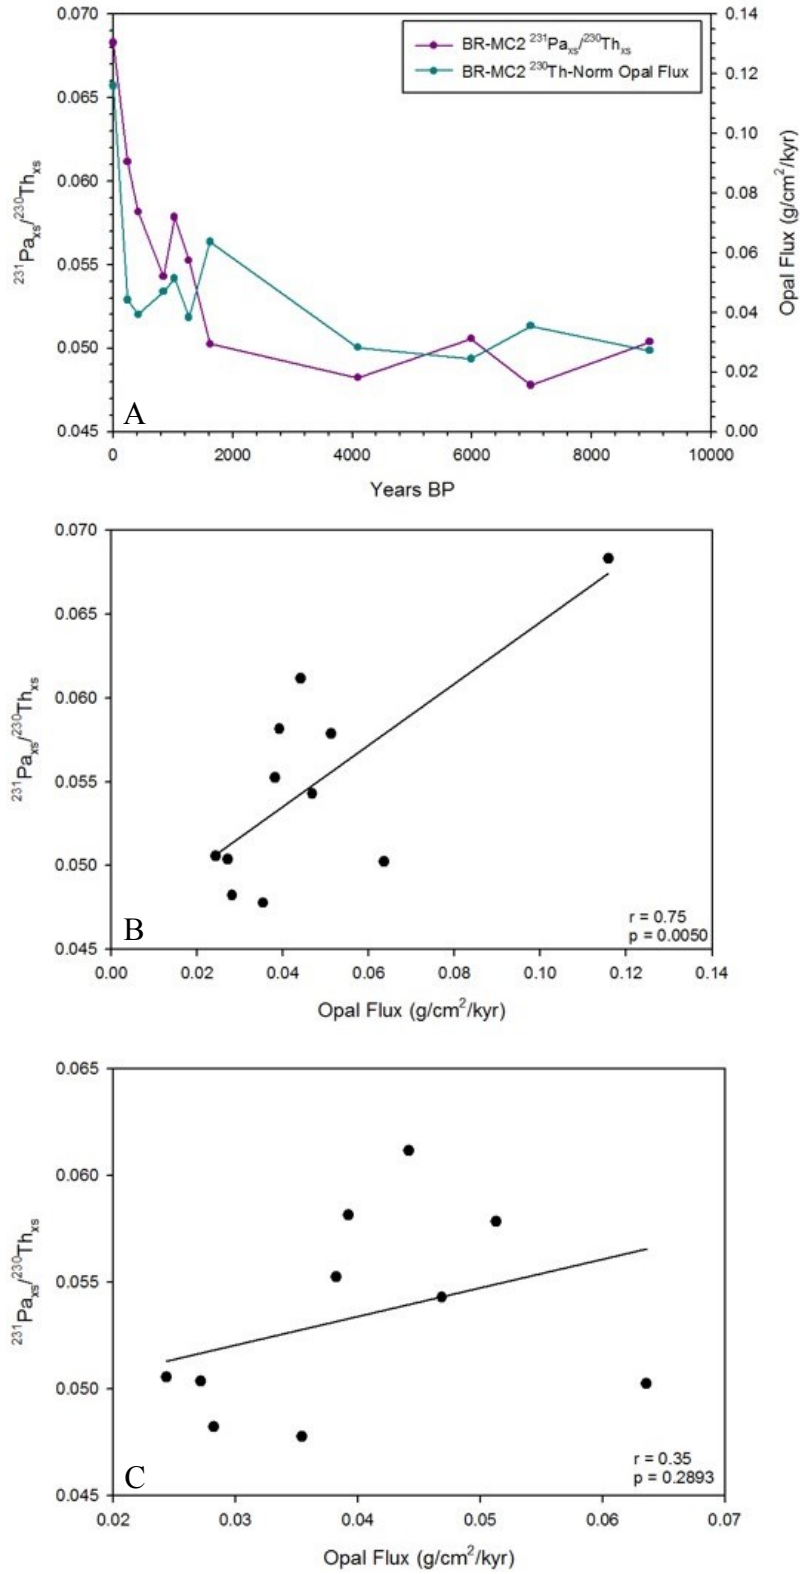 0.070
0.065
0.060
0.055
0.050
0.045
²³¹Paₓₛ/²³⁰Thₓₛ
0.14
0.12
0.10
0.08
0.06
0.04
0.02
0.00
Opal Flux (g/cm²/kyr)
BR-MC2 ²³¹Paₓₛ/²³⁰Thₓₛ
BR-MC2 ²³⁰Th-Norm Opal Flux
A
0 2000 4000 6000 8000 10000
Years BP
0.070
0.065
0.060
0.055
0.050
0.045
²³¹Paₓₛ/²³⁰Thₓₛ
r = 0.75
p = 0.0050
B
0.00 0.02 0.04 0.06 0.08 0.10 0.12 0.14
Opal Flux (g/cm²/kyr)
0.065
0.060
0.055
0.050
0.045
²³¹Paₓₛ/²³⁰Thₓₛ
r = 0.35
p = 0.2893
C
0.02 0.03 0.04 0.05 0.06 0.07
Opal Flux (g/cm²/kyr)